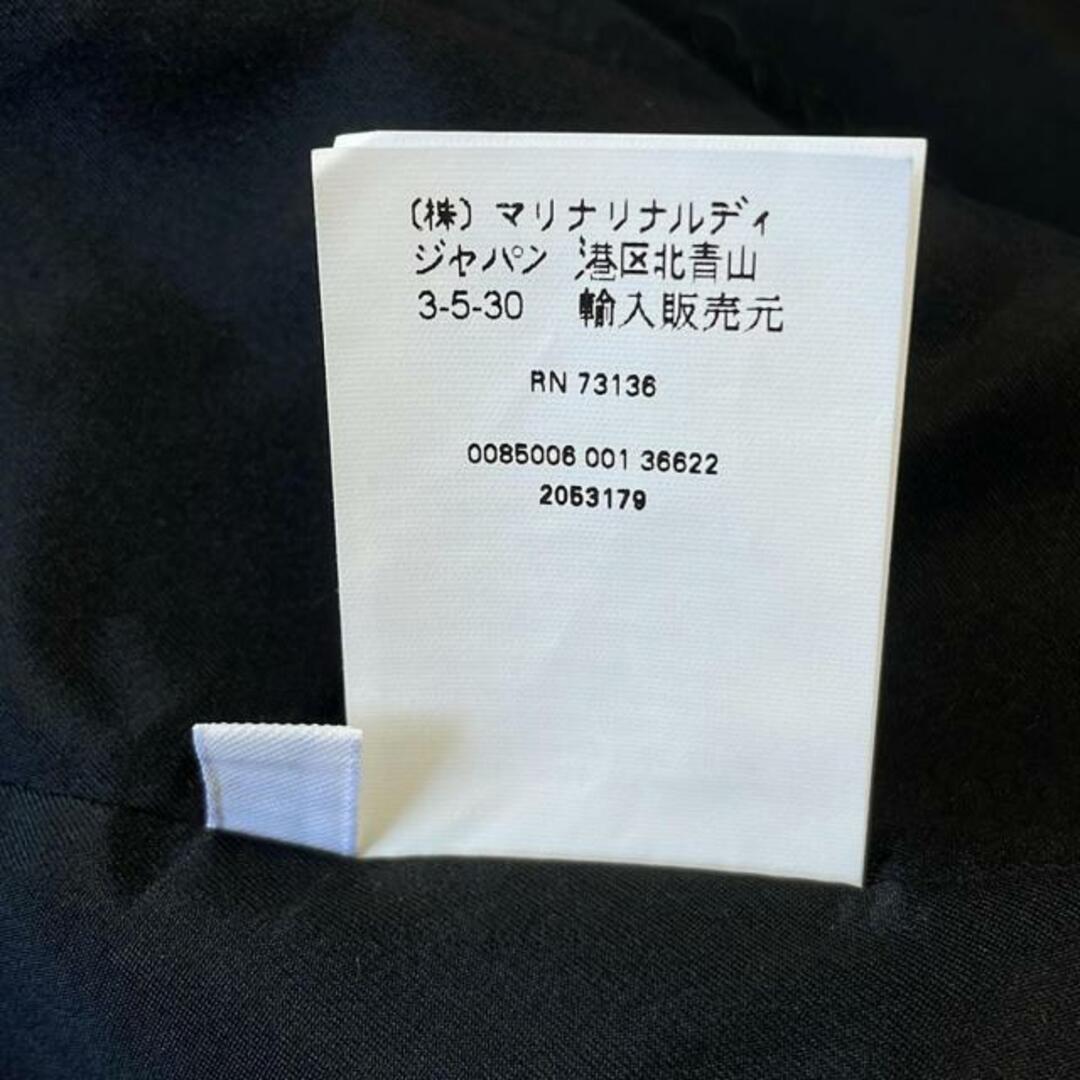 (株) マリナリナルディ
ジャパン 港区北青山
3-5-30 輸入販売元
RN 73136
0085006 001 36622
2053179